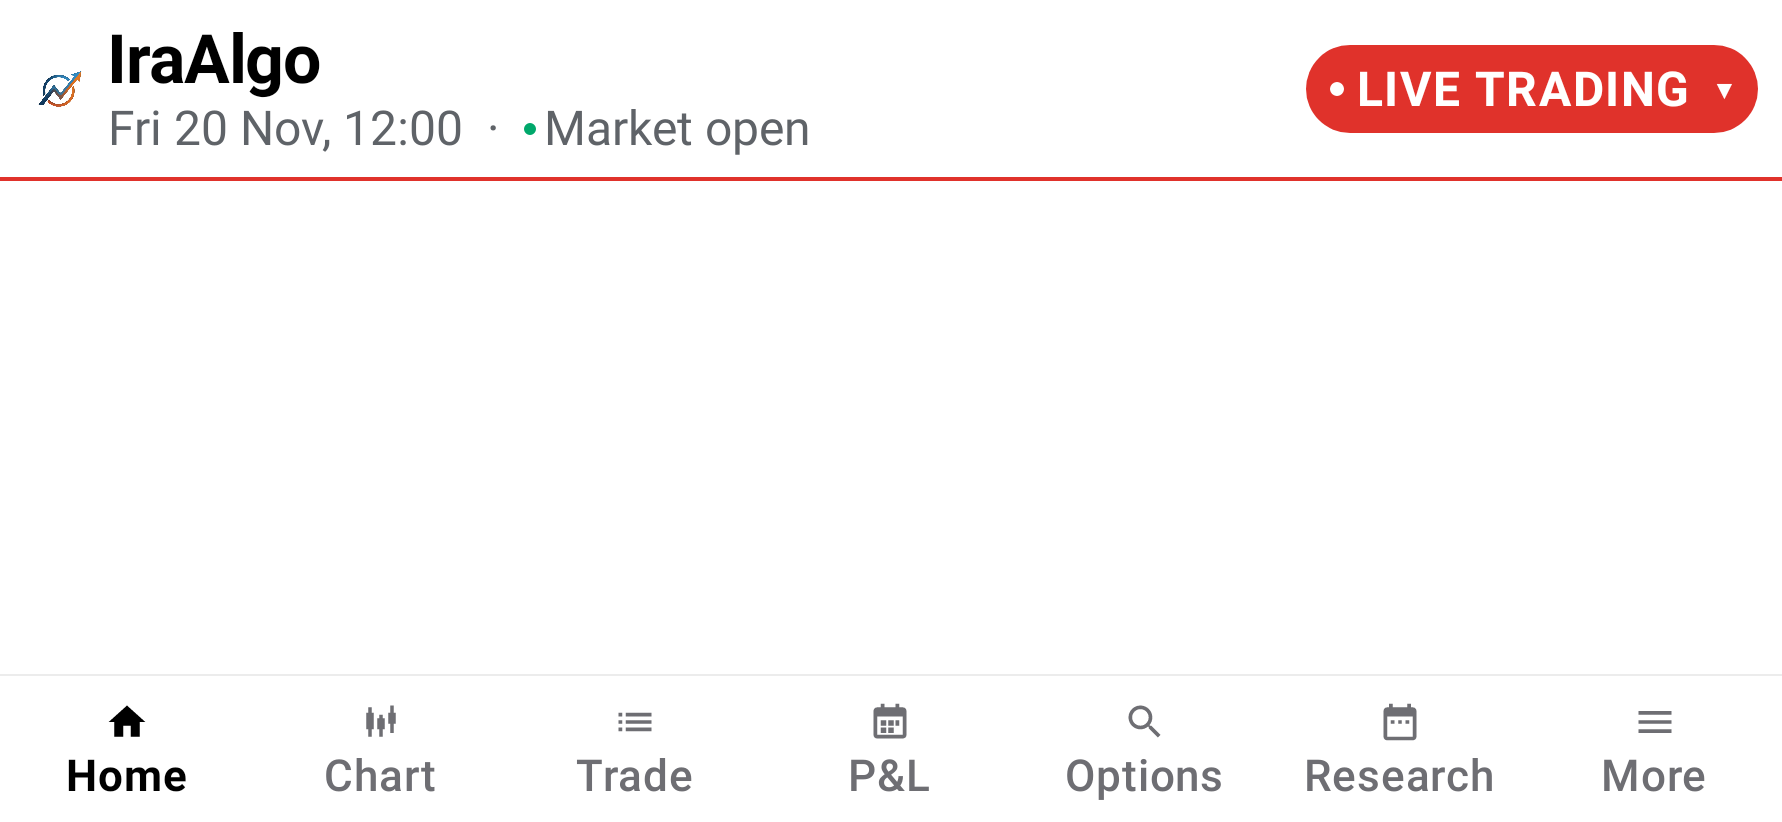 IraAlgo
Fri 20 Nov, 12:00 · •Market open
• LIVE TRADING ▼
Home
Chart
Trade
P&L
Options
Research
More